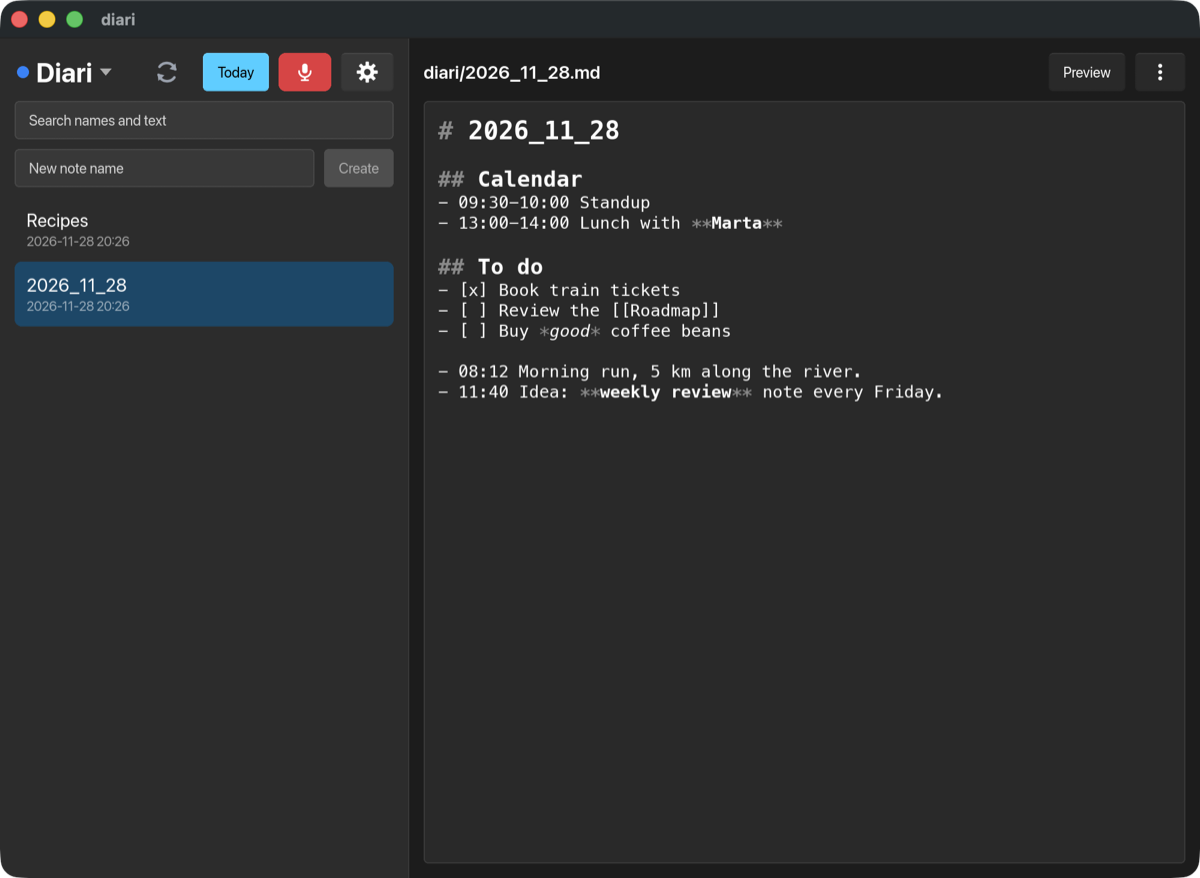 diari
Diari
Today
Search names and text
New note name
Create
Recipes
2026-11-28 20:26
2026_11_28
2026-11-28 20:26
diari/2026_11_28.md
Preview
# 2026_11_28
## Calendar
- 09:30-10:00 Standup
- 13:00-14:00 Lunch with **Marta**
## To do
- [x] Book train tickets
- [ ] Review the [[Roadmap]]
- [ ] Buy *good* coffee beans
- 08:12 Morning run, 5 km along the river.
- 11:40 Idea: **weekly review** note every Friday.